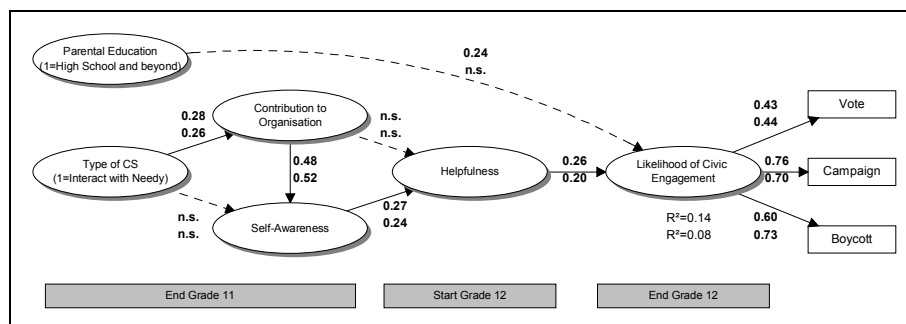 Parental Education
(1=High School and beyond)
0.24
n.s.
Contribution to
Organisation
0.28
0.26
n.s.
n.s.
0.43
0.44
Vote
Type of CS
(1=Interact with Needy)
0.48
0.52
Helpfulness
0.26
0.20
Likelihood of Civic
Engagement
0.76
0.70
Campaign
n.s.
n.s.
Self-Awareness
0.27
0.24
R²=0.14
R²=0.08
0.60
0.73
Boycott
End Grade 11
Start Grade 12
End Grade 12